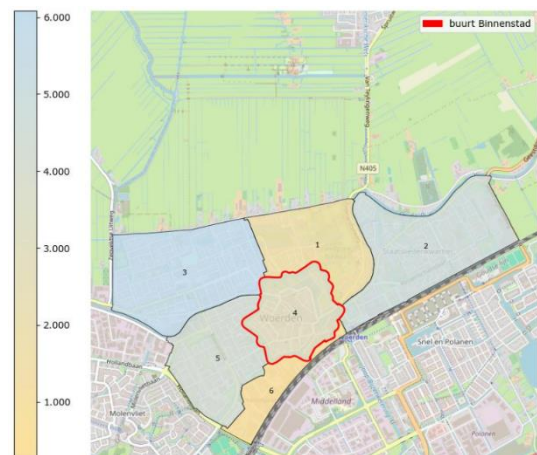 6.000
5.000
4.000
3.000
2.000
1.000
buurt Binnenstad
N405
1
2
3
4
Woerden
5
6
Snel en Polanen
Molenvliet
Middelland
Polanen